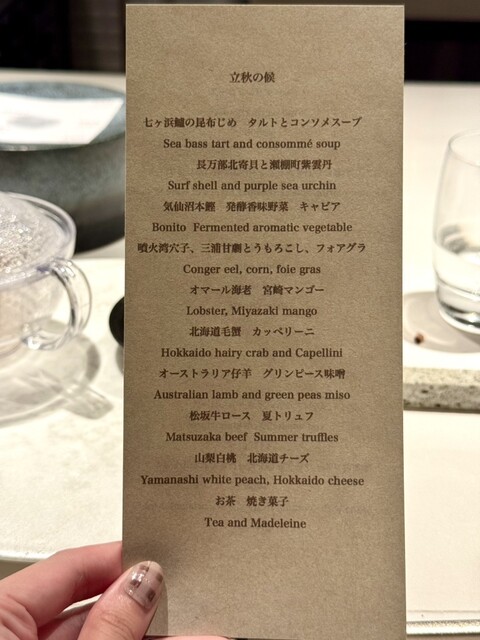 立秋の候
七ヶ浜鱸の昆布じめ　タルトとコンソメスープ
Sea bass tart and consommé soup
長万部北寄貝と瀬棚町紫雲丹
Surf shell and purple sea urchin
気仙沼本鰹　発酵香味野菜　キャビア
Bonito Fermented aromatic vegetable
噴火湾穴子、三浦甘劇とうもろこし、フォアグラ
Conger eel, corn, foie gras
オマール海老　宮崎マンゴー
Lobster, Miyazaki mango
北海道毛蟹　カッペリーニ
Hokkaido hairy crab and Capellini
オーストラリア仔羊　グリンピース味噌
Australian lamb and green peas miso
松坂牛ロース　夏トリュフ
Matsuzaka beef Summer truffles
山梨白桃　北海道チーズ
Yamanashi white peach, Hokkaido cheese
お茶　焼き菓子
Tea and Madeleine